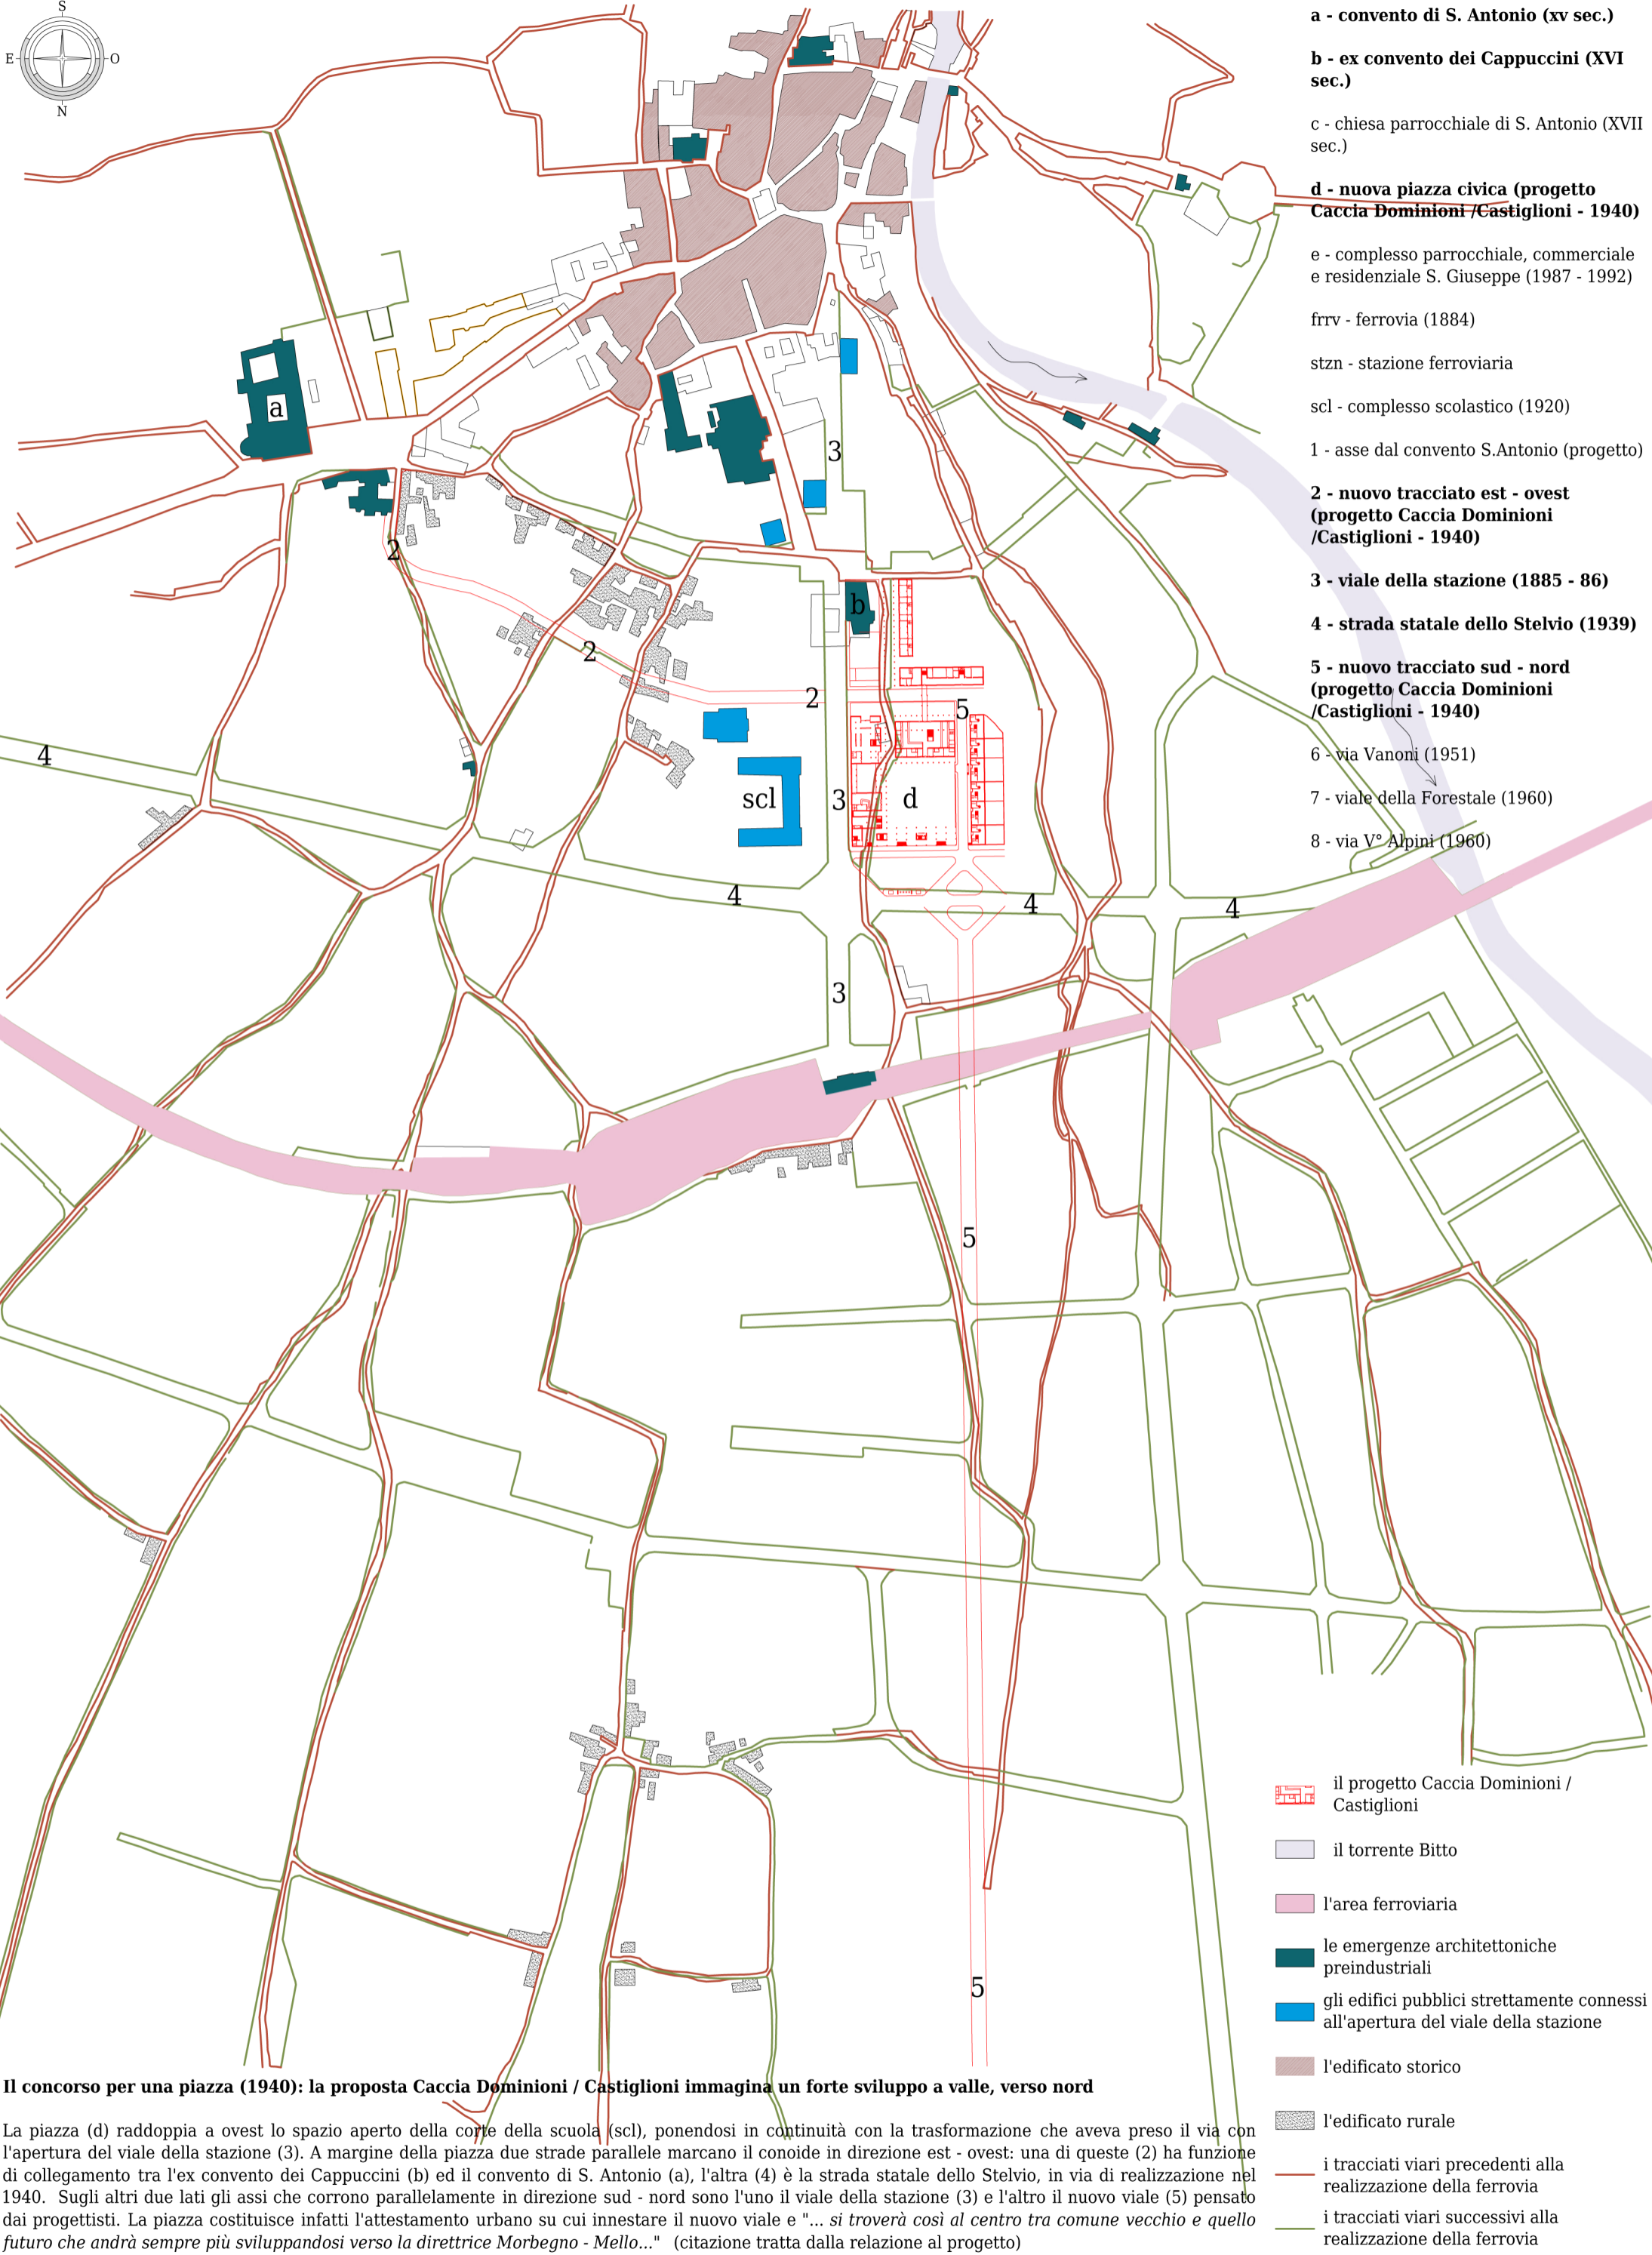 S
E
O
N
a - convento di S. Antonio (xv sec.)
b - ex convento dei Cappuccini (XVI
sec.)
c - chiesa parrocchiale di S. Antonio (XVII
sec.)
d - nuova piazza civica (progetto
Caccia Dominioni /Castiglioni - 1940)
e - complesso parrocchiale, commerciale
e residenziale S. Giuseppe (1987 - 1992)
frrv - ferrovia (1884)
stzn - stazione ferroviaria
scl - complesso scolastico (1920)
1 - asse dal convento S.Antonio (progetto)
2 - nuovo tracciato est - ovest
(progetto Caccia Dominioni
/Castiglioni - 1940)
3 - viale della stazione (1885 - 86)
4 - strada statale dello Stelvio (1939)
5 - nuovo tracciato sud - nord
(progetto Caccia Dominioni
/Castiglioni - 1940)
6 - via Vanoni (1951)
7 - viale della Forestale (1960)
8 - via V° Alpini (1960)
a
3
2
b
2
2
5
4
scl
3
d
4
4
4
3
5
5
il progetto Caccia Dominioni /
Castiglioni
il torrente Bitto
l'area ferroviaria
le emergenze architettoniche
preindustriali
gli edifici pubblici strettamente connessi
all'apertura del viale della stazione
l'edificato storico
l'edificato rurale
i tracciati viari precedenti alla
realizzazione della ferrovia
i tracciati viari successivi alla
realizzazione della ferrovia
Il concorso per una piazza (1940): la proposta Caccia Dominioni / Castiglioni immagina un forte sviluppo a valle, verso nord
La piazza (d) raddoppia a ovest lo spazio aperto della corte della scuola (scl), ponendosi in continuità con la trasformazione che aveva preso il via con
l'apertura del viale della stazione (3). A margine della piazza due strade parallele marcano il conoide in direzione est - ovest: una di queste (2) ha funzione
di collegamento tra l'ex convento dei Cappuccini (b) ed il convento di S. Antonio (a), l'altra (4) è la strada statale dello Stelvio, in via di realizzazione nel
1940. Sugli altri due lati gli assi che corrono parallelamente in direzione sud - nord sono l'uno il viale della stazione (3) e l'altro il nuovo viale (5) pensato
dai progettisti. La piazza costituisce infatti l'attestamento urbano su cui innestare il nuovo viale e "... si troverà così al centro tra comune vecchio e quello
futuro che andrà sempre più sviluppandosi verso la direttrice Morbegno - Mello..." (citazione tratta dalla relazione al progetto)